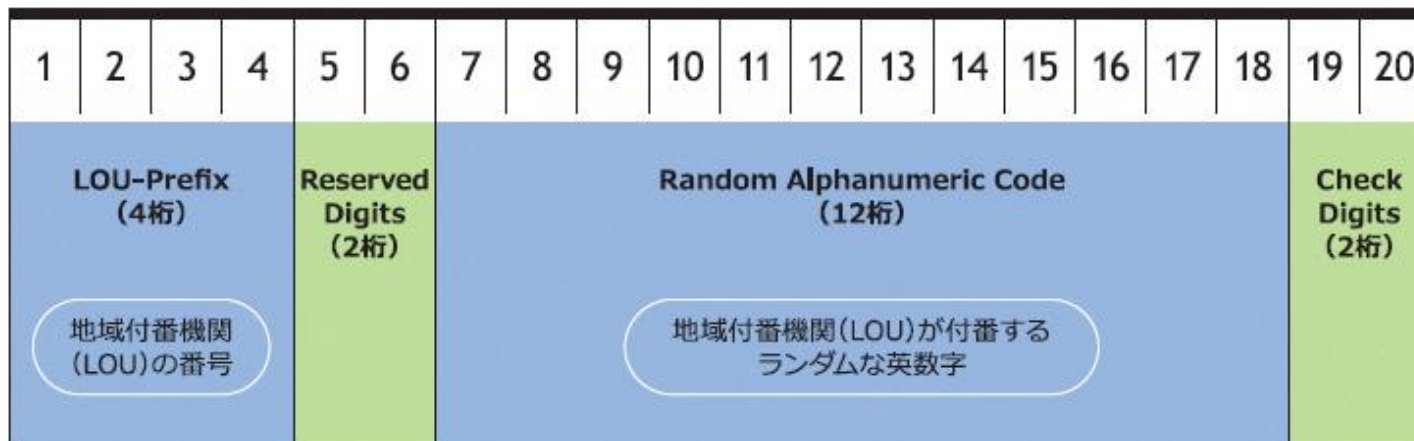 1 2 3 4 5 6 7 8 9 10 11 12 13 14 15 16 17 18 19 20
LOU-Prefix
(4桁)
Reserved
Digits
(2桁)
Random Alphanumeric Code
(12桁)
Check
Digits
(2桁)
地域付番機関
(LOU)の番号
地域付番機関(LOU)が付番する
ランダムな英数字